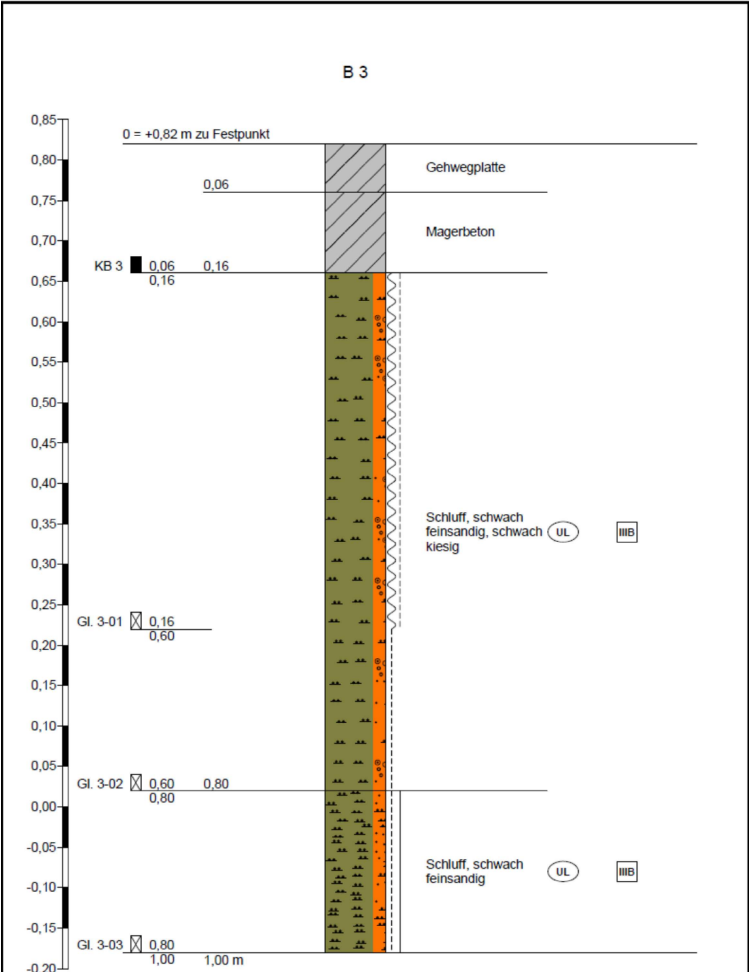 B 3
0,85
0 = +0,82 m zu Festpunkt
0,80
Gehwegplatte
0,06
0,75
Magerbeton
0,70
KB 3 0,06 0,16
0,65
0,16
0,60
0,55
0,50
0,45
0,40
0,35
Schluff, schwach
feinsandig, schwach UL IIIB
kiesig
0,30
0,25
Gl. 3-01 0,16
0,60
0,20
0,15
0,10
0,05
Gl. 3-02 0,60 0,80
0,80
0,00
-0,05
Schluff, schwach
feinsandig UL IIIB
-0,10
-0,15
Gl. 3-03 0,80
1,00 1,00 m
-0,20